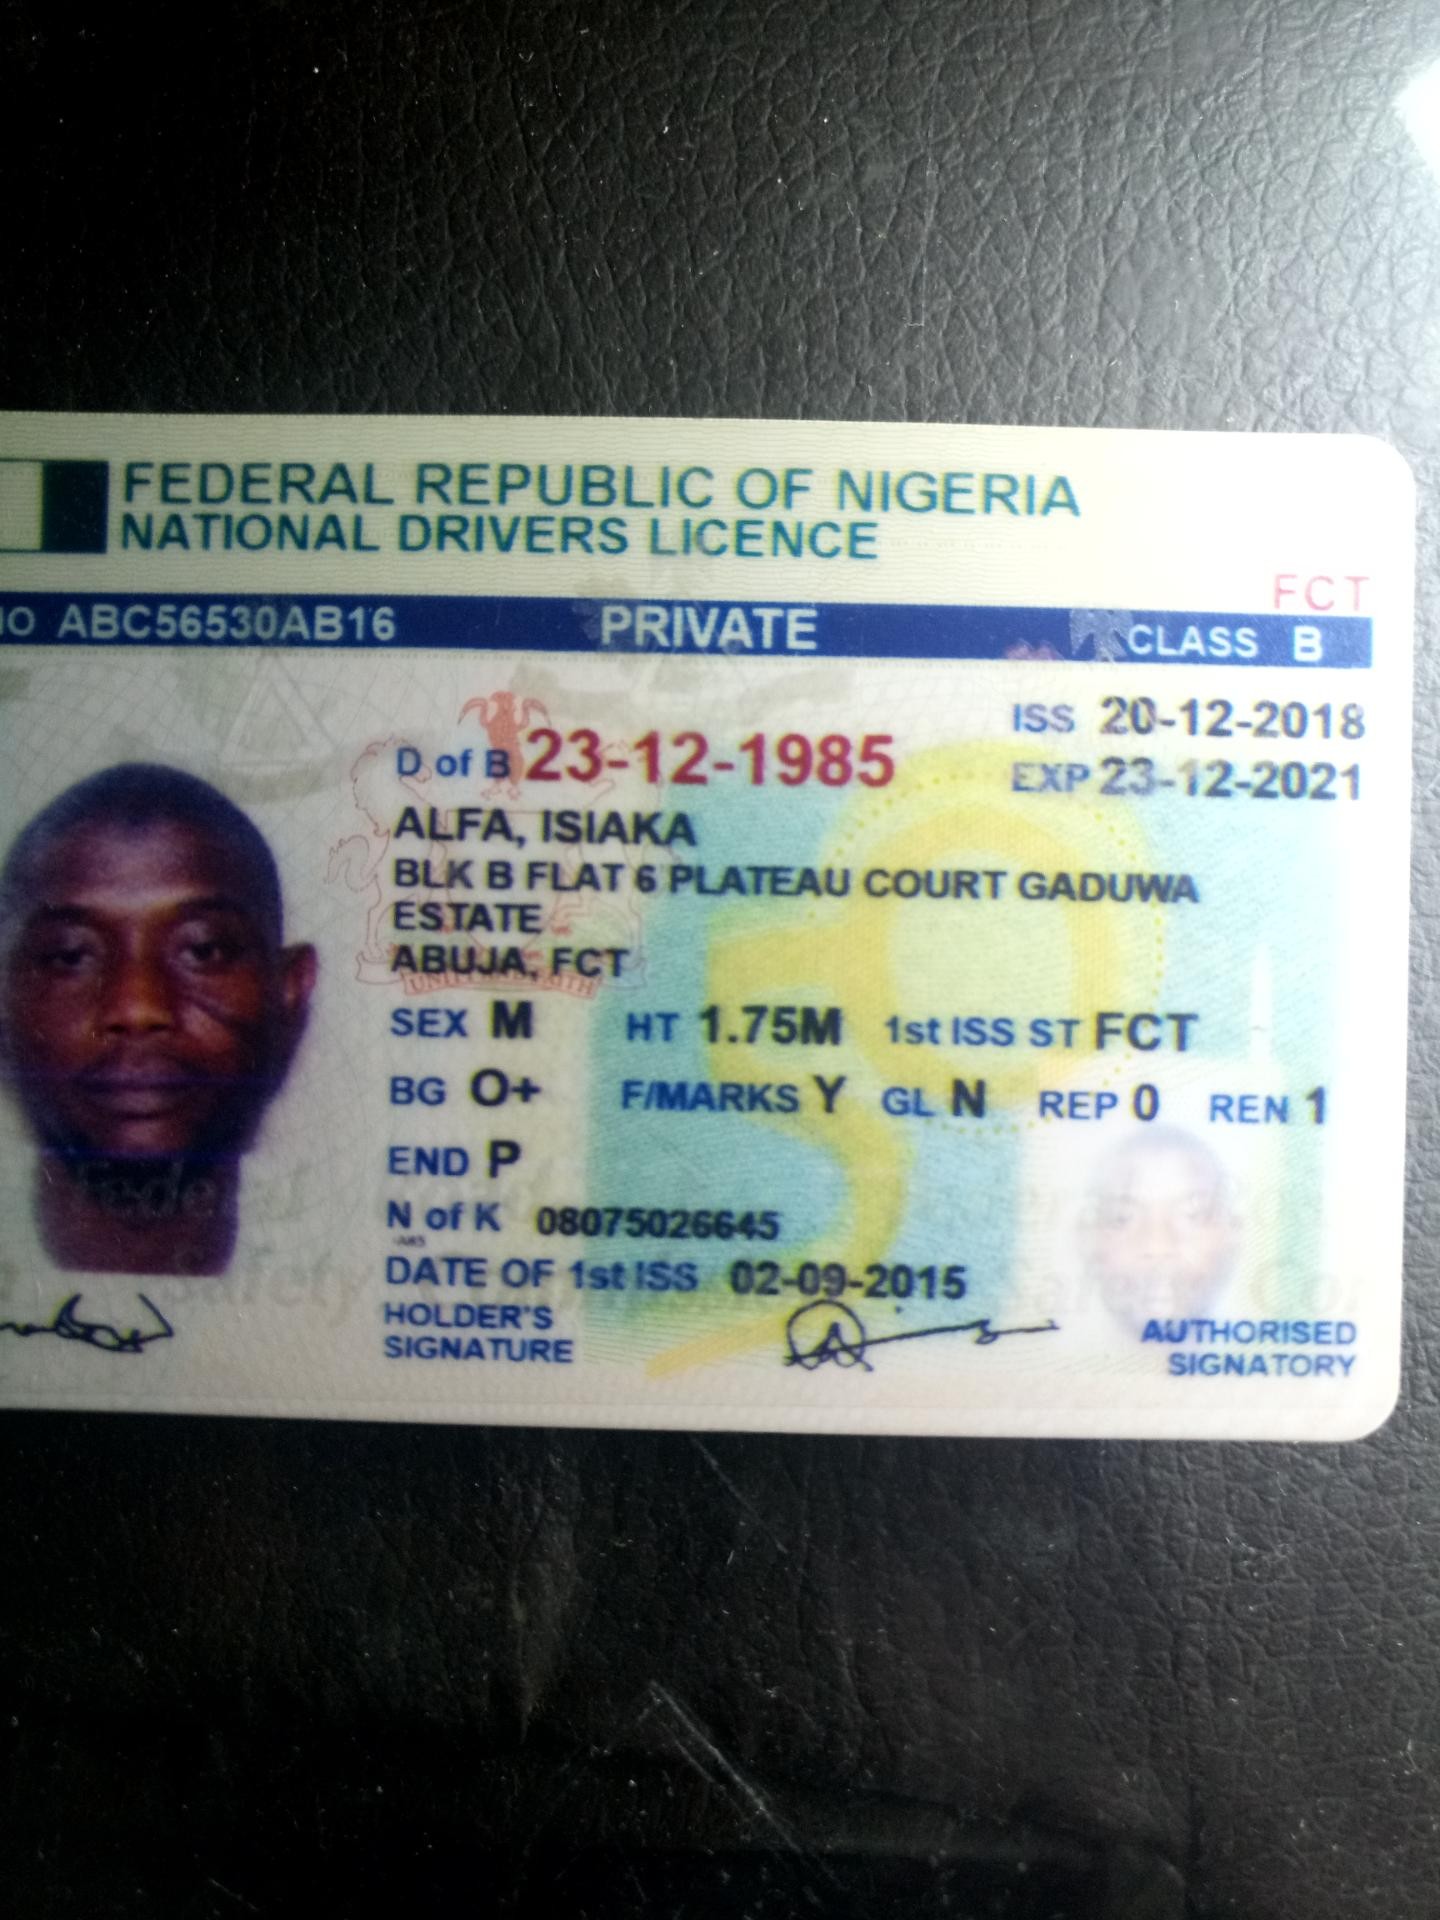 FEDERAL REPUBLIC OF NIGERIA
NATIONAL DRIVERS LICENCE
FCT
NO ABC56530AB16 PRIVATE CLASS B
ISS 20-12-2018
D of B 23-12-1985 EXP 23-12-2021
ALFA, ISIAKA
BLK B FLAT 6 PLATEAU COURT GADUWA
ESTATE
ABUJA, FCT
SEX M HT 1.75M 1st ISS ST FCT
BG O+ F/MARKS Y GL N REP 0 REN 1
END P
N of K 08075026645
DATE OF 1st ISS 02-09-2015
HOLDER'S
SIGNATURE
AUTHORISED
SIGNATORY